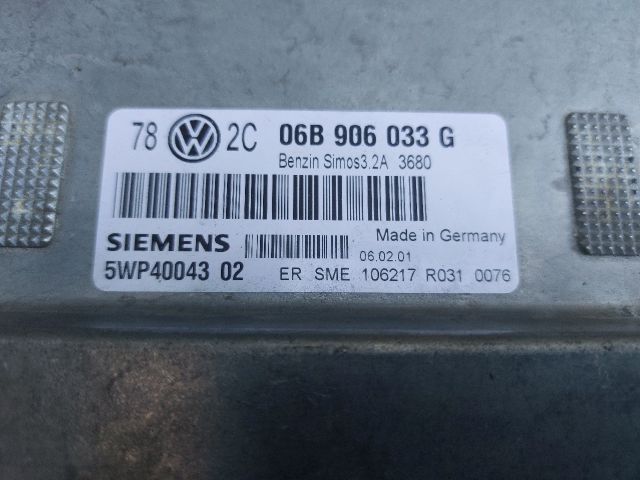 78 VW 2C 06B 906 033 G
Benzin Simos3.2A 3680
SIEMENS 06.02.01 Made in Germany
5WP40043 02 ER SME 106217 R031 0076